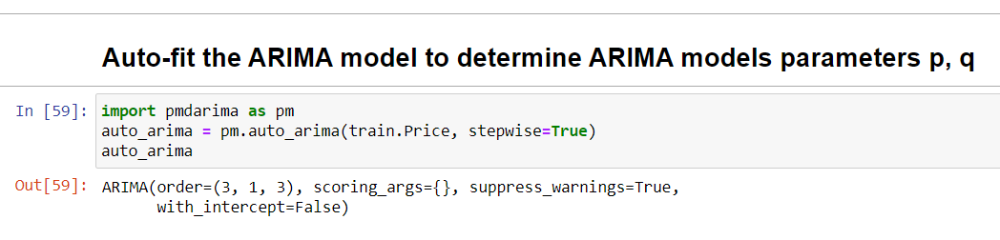 Auto-fit the ARIMA model to determine ARIMA models parameters p, q
In [59]: import pmdarima as pm
auto_arima = pm.auto_arima(train.Price, stepwise=True)
auto_arima
Out[59]: ARIMA(order=(3, 1, 3), scoring_args={}, suppress_warnings=True,
with_intercept=False)